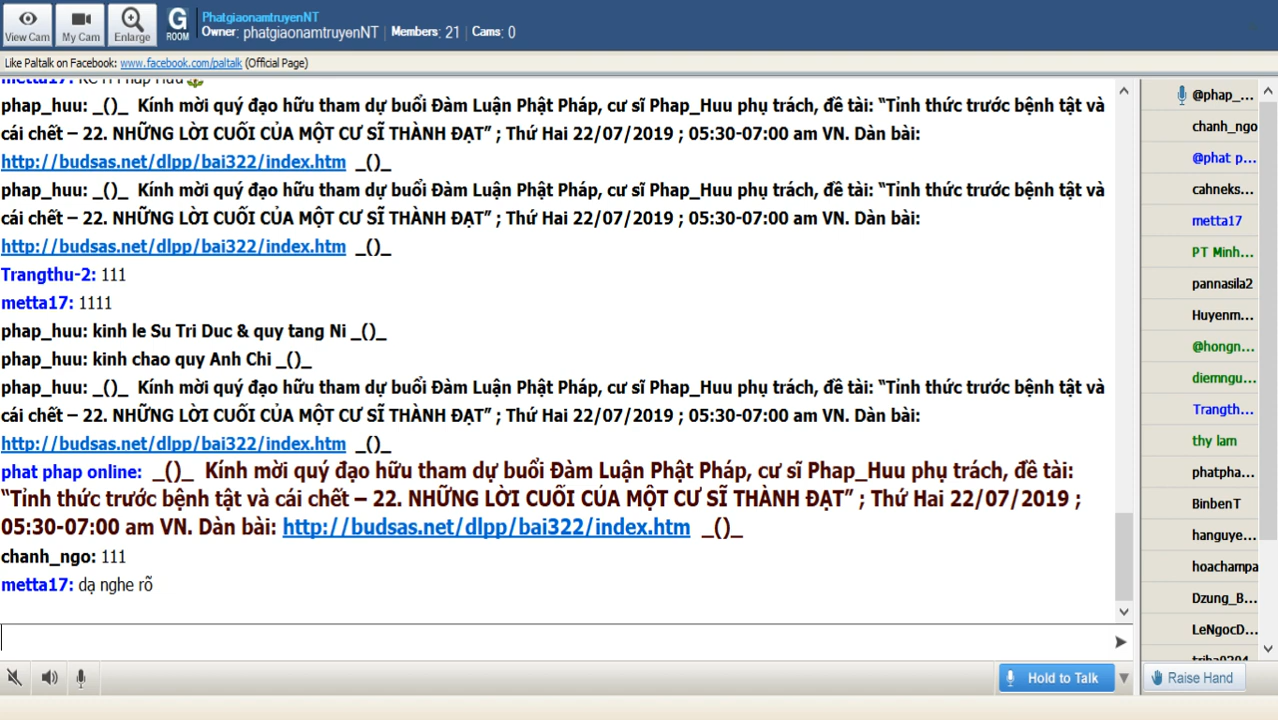 PhatgiaonamtruyenNT
Owner: phatgiaonamtruyenNT Members: 21 Cams: 0
View Cam
My Cam
Enlarge
G
ROOM
Like Paltalk on Facebook: www.facebook.com/paltalk (Official Page)
phap_huu: _()_ Kính mời quý đạo hữu tham dự buổi Đàm Luận Phật Pháp, cư sĩ Phap_Huu phụ trách, đề tài: “Tỉnh thức trước bệnh tật và
cái chết – 22. NHỮNG LỜI CUỐI CỦA MỘT CƯ SĨ THÀNH ĐẠT” ; Thứ Hai 22/07/2019 ; 05:30-07:00 am VN. Dàn bài:
http://budsas.net/dlpp/bai322/index.htm _()_
phap_huu: _()_ Kính mời quý đạo hữu tham dự buổi Đàm Luận Phật Pháp, cư sĩ Phap_Huu phụ trách, đề tài: “Tỉnh thức trước bệnh tật và
cái chết – 22. NHỮNG LỜI CUỐI CỦA MỘT CƯ SĨ THÀNH ĐẠT” ; Thứ Hai 22/07/2019 ; 05:30-07:00 am VN. Dàn bài:
http://budsas.net/dlpp/bai322/index.htm _()_
Trangthu-2: 111
metta17: 1111
phap_huu: kinh le Su Tri Duc & quy tang Ni _()_
phap_huu: kinh chao quy Anh Chi _()_
phap_huu: _()_ Kính mời quý đạo hữu tham dự buổi Đàm Luận Phật Pháp, cư sĩ Phap_Huu phụ trách, đề tài: “Tỉnh thức trước bệnh tật và
cái chết – 22. NHỮNG LỜI CUỐI CỦA MỘT CƯ SĨ THÀNH ĐẠT” ; Thứ Hai 22/07/2019 ; 05:30-07:00 am VN. Dàn bài:
http://budsas.net/dlpp/bai322/index.htm _()_
phat phap online: _()_ Kính mời quý đạo hữu tham dự buổi Đàm Luận Phật Pháp, cư sĩ Phap_Huu phụ trách, đề tài:
“Tỉnh thức trước bệnh tật và cái chết – 22. NHỮNG LỜI CUỐI CỦA MỘT CƯ SĨ THÀNH ĐẠT” ; Thứ Hai 22/07/2019 ;
05:30-07:00 am VN. Dàn bài: http://budsas.net/dlpp/bai322/index.htm _()_
chanh_ngo: 111
metta17: dạ nghe rõ
@phap_...
chanh_ngo
@phat p...
cahneks...
metta17
PT Minh...
pannasila2
Huyenm...
@hongn...
diemngu...
Trangth...
thy lam
phatpha...
BinbenT
hanguye...
hoachampa
Dzung_B...
LeNgocD...
Hold to Talk
Raise Hand